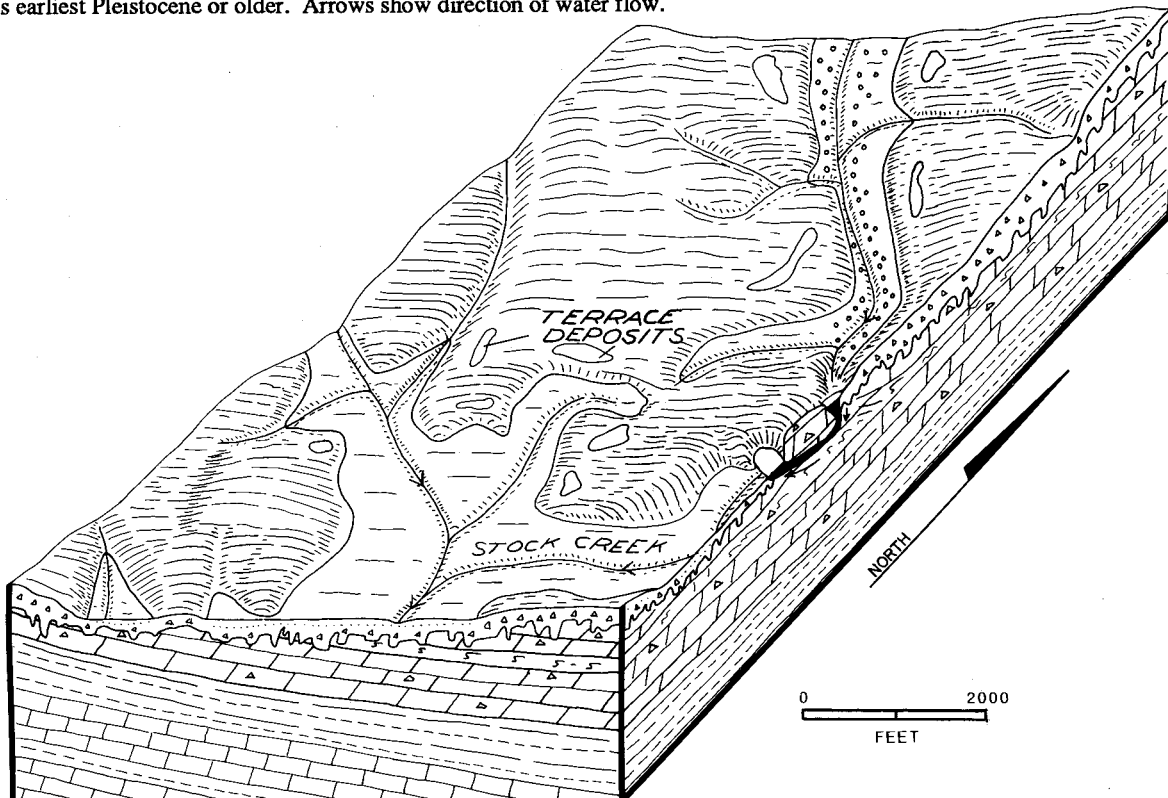 s earliest Pleistocene or older. Arrows show direction of water flow.
TERRACE
DEPOSITS
STOCK CREEK
NORTH
0 2000
FEET